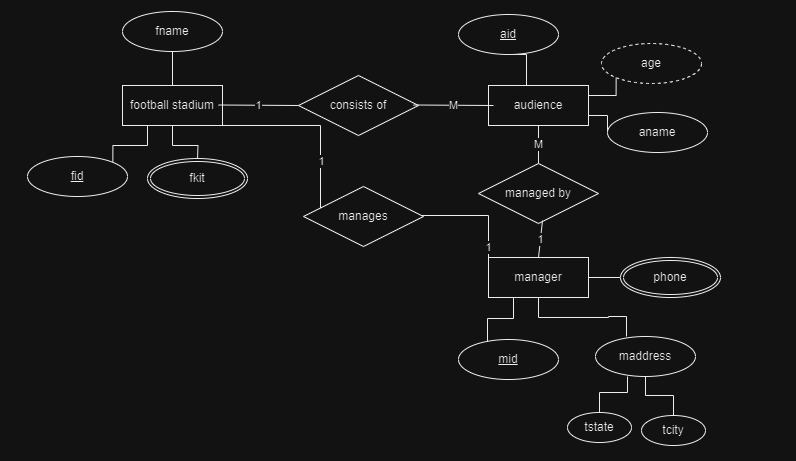 fname
aid
age
football stadium
1
consists of
M
audience
aname
M
1
fid
fkit
managed by
manages
1
1
manager
phone
mid
maddress
tstate
tcity